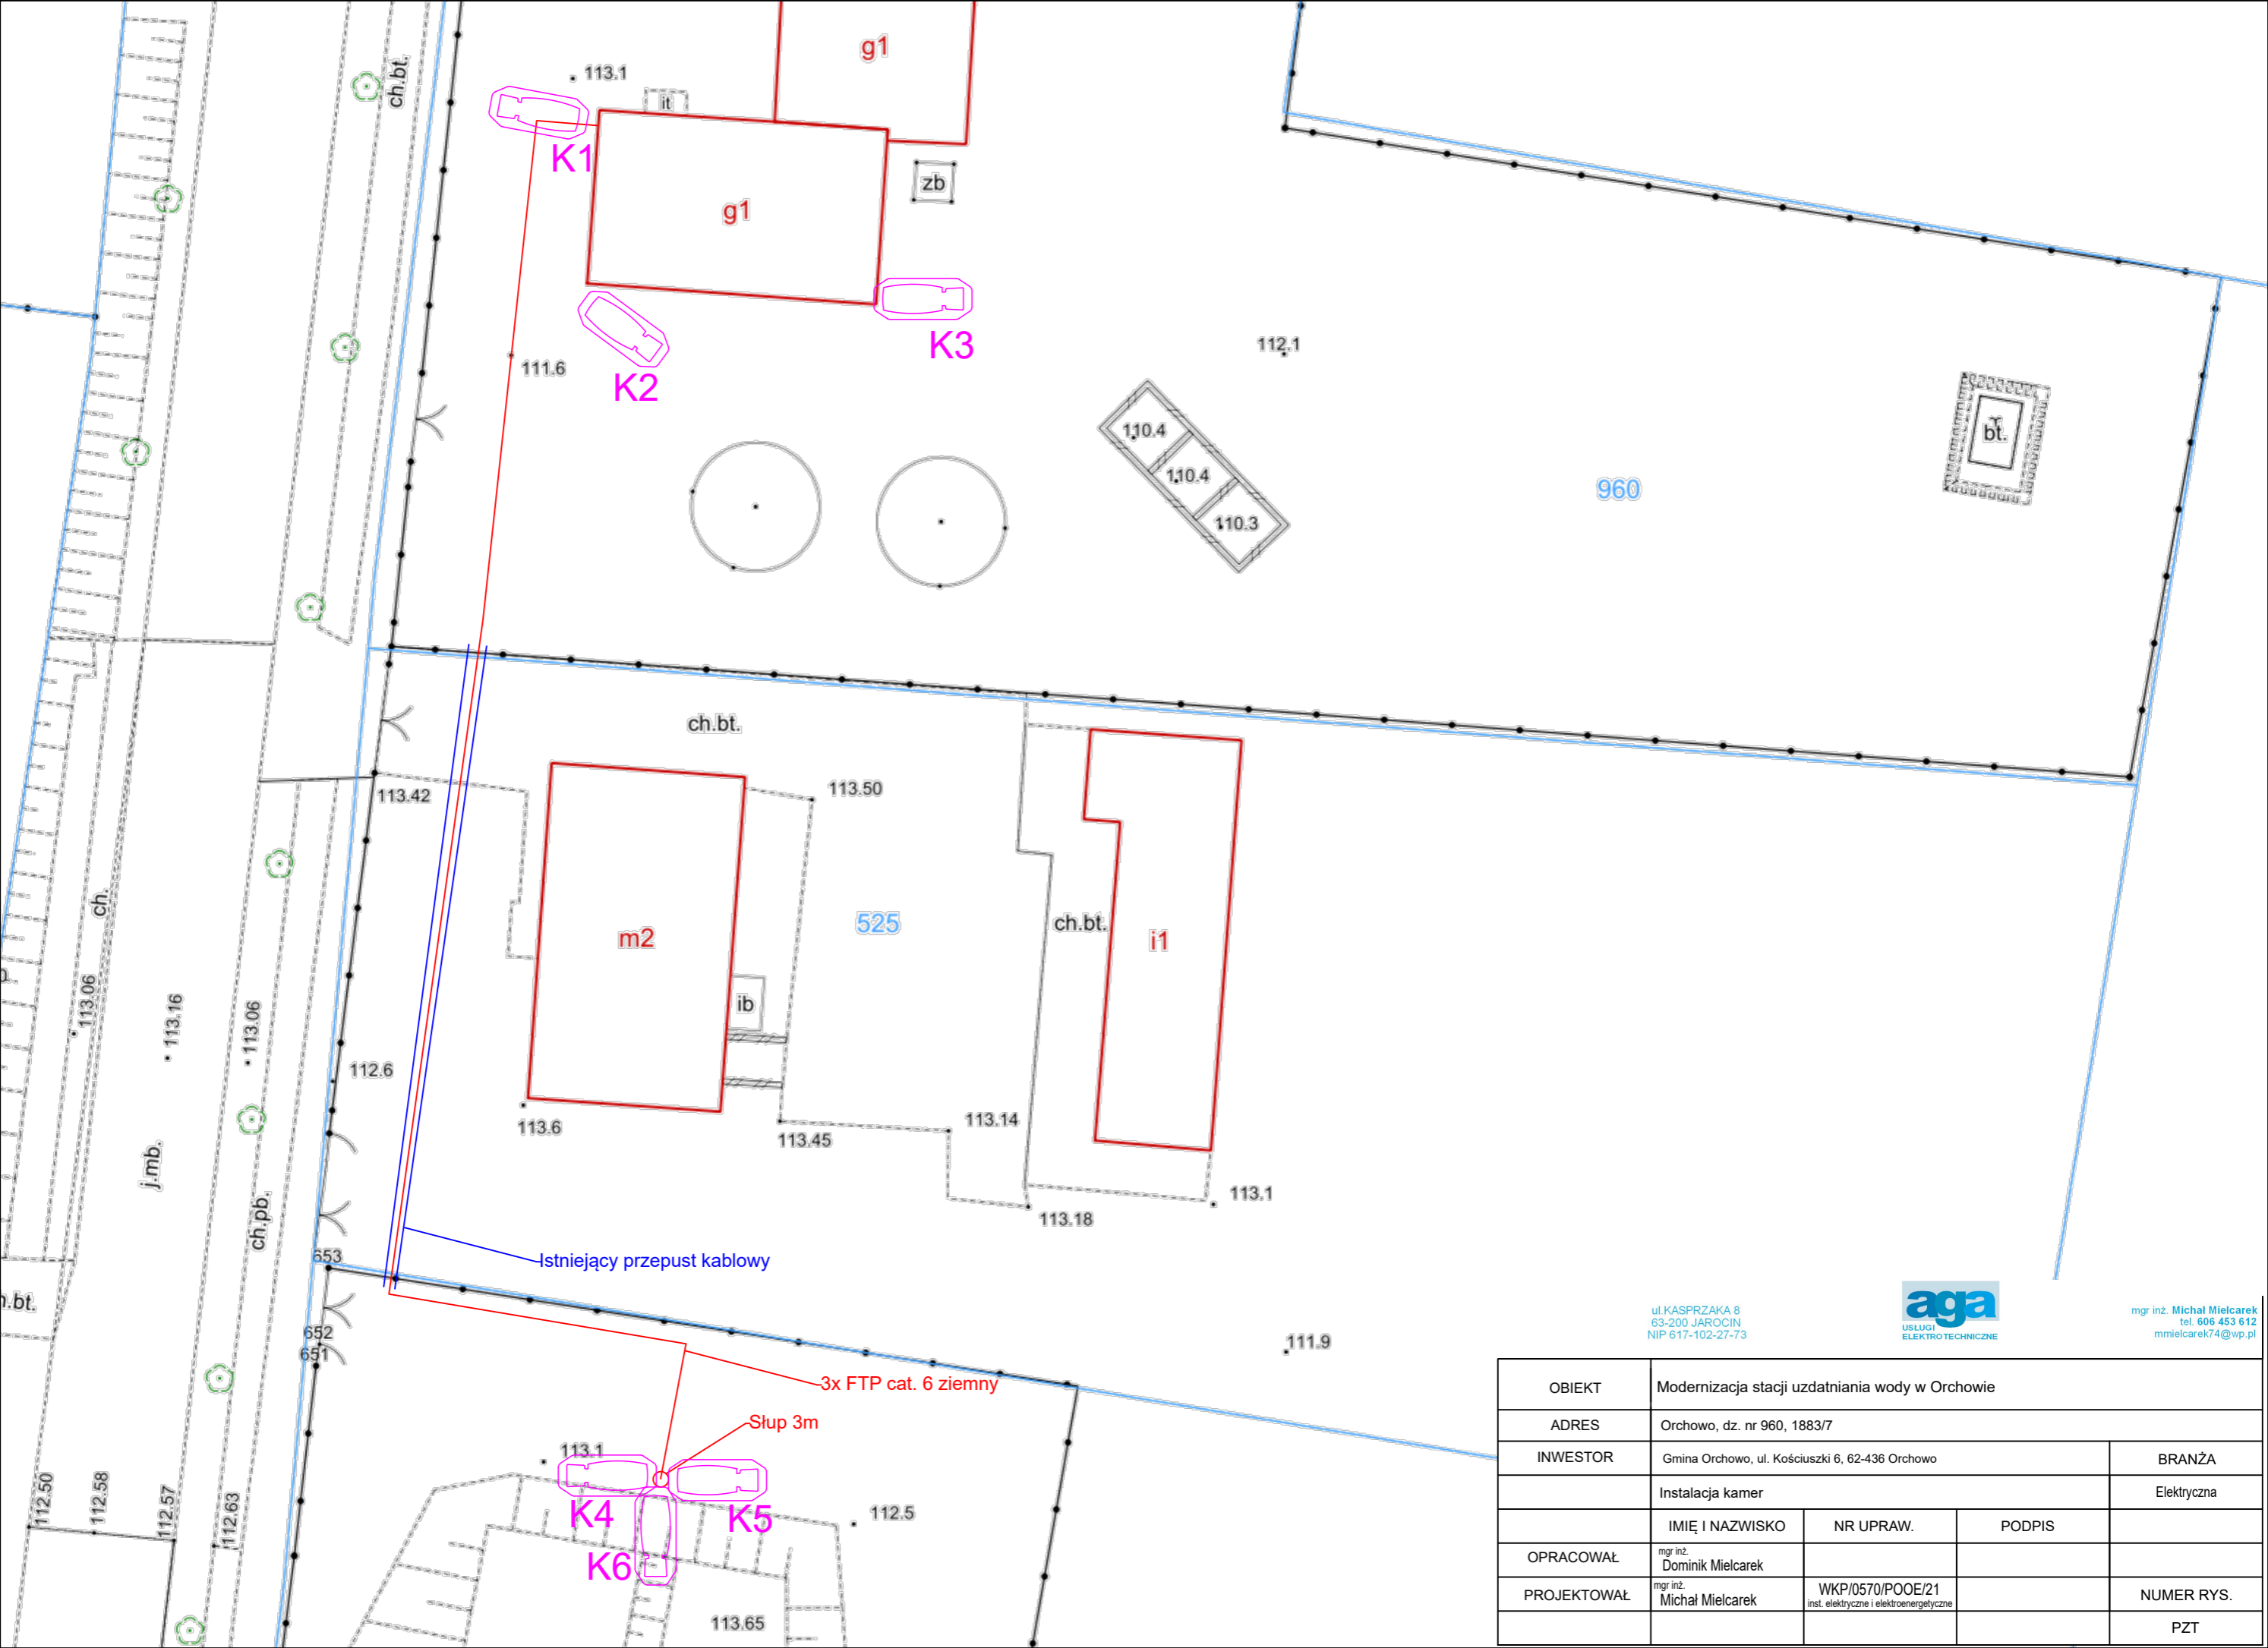 g1
ch.bt.
113.1
it
K1
zb
g1
K3
112.1
111.6
K2
110.4
bt.
110.4
960
110.3
ch.bt.
113.50
113.42
ch.
525
ch.bt.
m2
i1
113.06
113.16
113.06
ib
112.6
113.6
113.14
113.45
j.mb.
113.1
ch.pb.
113.18
653
Istniejący przepust kablowy
.bt.
652
651
111.9
3x FTP cat. 6 ziemny
Słup 3m
113.1
K4
K5
112.5
K6
112.50
112.58
112.57
112.63
113.65
ul.KASPRZAKA 8
63-200 JAROCIN
NIP 617-102-27-73
aga
USŁUGI
ELEKTROTECHNICZNE
mgr inż. Michał Mielcarek
tel. 606 453 612
mmielcarek74@wp.pl
OBIEKT Modernizacja stacji uzdatniania wody w Orchowie
ADRES Orchowo, dz. nr 960, 1883/7
INWESTOR Gmina Orchowo, ul. Kościuszki 6, 62-436 Orchowo BRANŻA
Instalacja kamer Elektryczna
IMIĘ I NAZWISKO NR UPRAW. PODPIS
OPRACOWAŁ mgr inż. Dominik Mielcarek
PROJEKTOWAŁ mgr inż. Michał Mielcarek WKP/0570/POOE/21 NUMER RYS.
inst. elektryczne i elektroenergetyczne
PZT